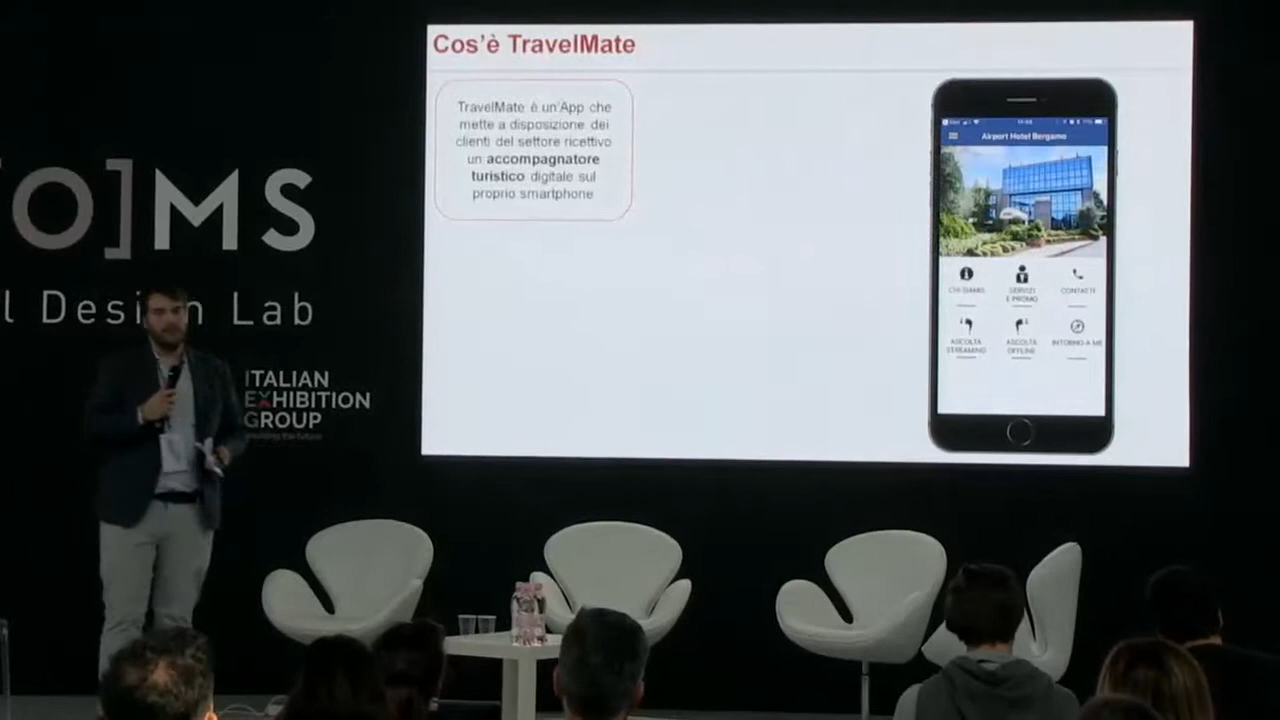 Cos'è TravelMate
TravelMate è un'App che
mette a disposizione dei
clienti del settore ricettivo
un accompagnatore
turistico digitale sul
proprio smartphone
Airport Hotel Bergamo
CHI SIAMO
SERVIZI
E PROMO
CONTATTI
ASCOLTA
STREAMING
ASCOLTA
OFFLINE
INTORNO A ME
O]MS
l Design Lab
ITALIAN
EXHIBITION
GROUP